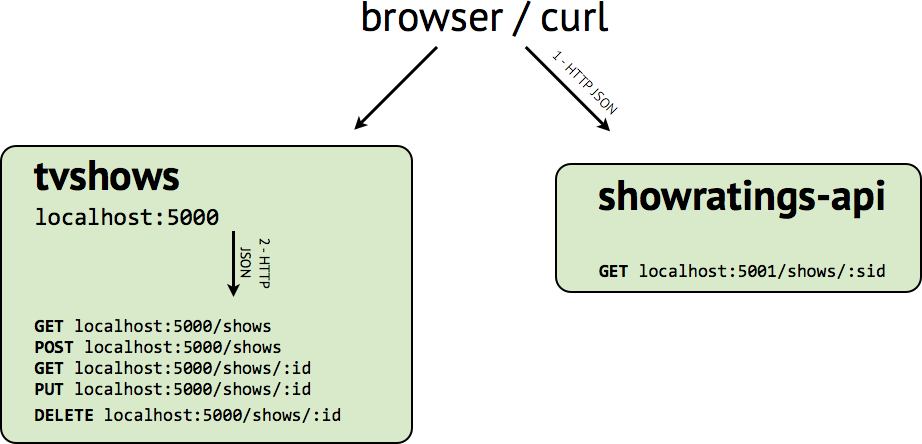 browser / curl
1 - HTTP JSON
tvshows
localhost:5000
2 - HTTP
JSON
GET localhost:5000/shows
POST localhost:5000/shows
GET localhost:5000/shows/:id
PUT localhost:5000/shows/:id
DELETE localhost:5000/shows/:id
showratings-api
GET localhost:5001/shows/:sid